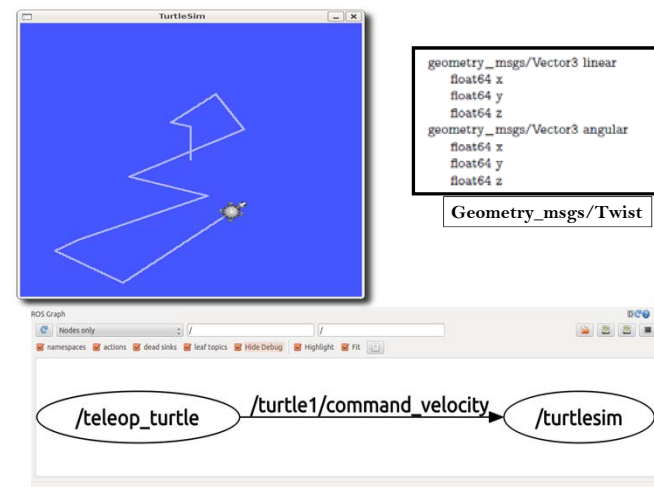 TurtleSim
geometry_msgs/Vector3 linear
float64 x
float64 y
float64 z
geometry_msgs/Vector3 angular
float64 x
float64 y
float64 z
Geometry_msgs/Twist
ROS Graph
Nodes only
/
/
namespaces
actions
dead sinks
leaf topics
Hide Debug
Highlight
Fit
/teleop_turtle
/turtle1/command_velocity
/turtlesim